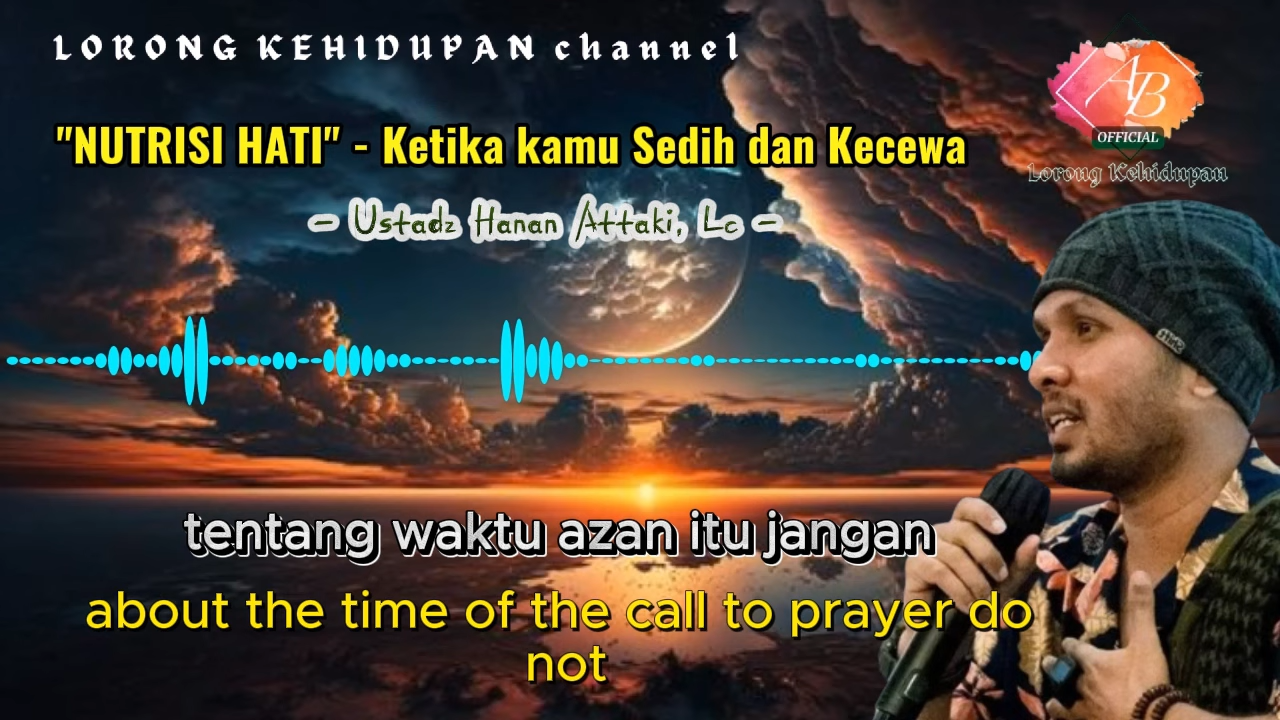 LORONG KEHIDUPAN channel
AB
OFFICIAL
Lorong Kehidupan
"NUTRISI HATI" - Ketika kamu Sedih dan Kecewa
- Ustadz Hanan Attaki, Lc -
tentang waktu azan itu jangan
about the time of the call to prayer do
not